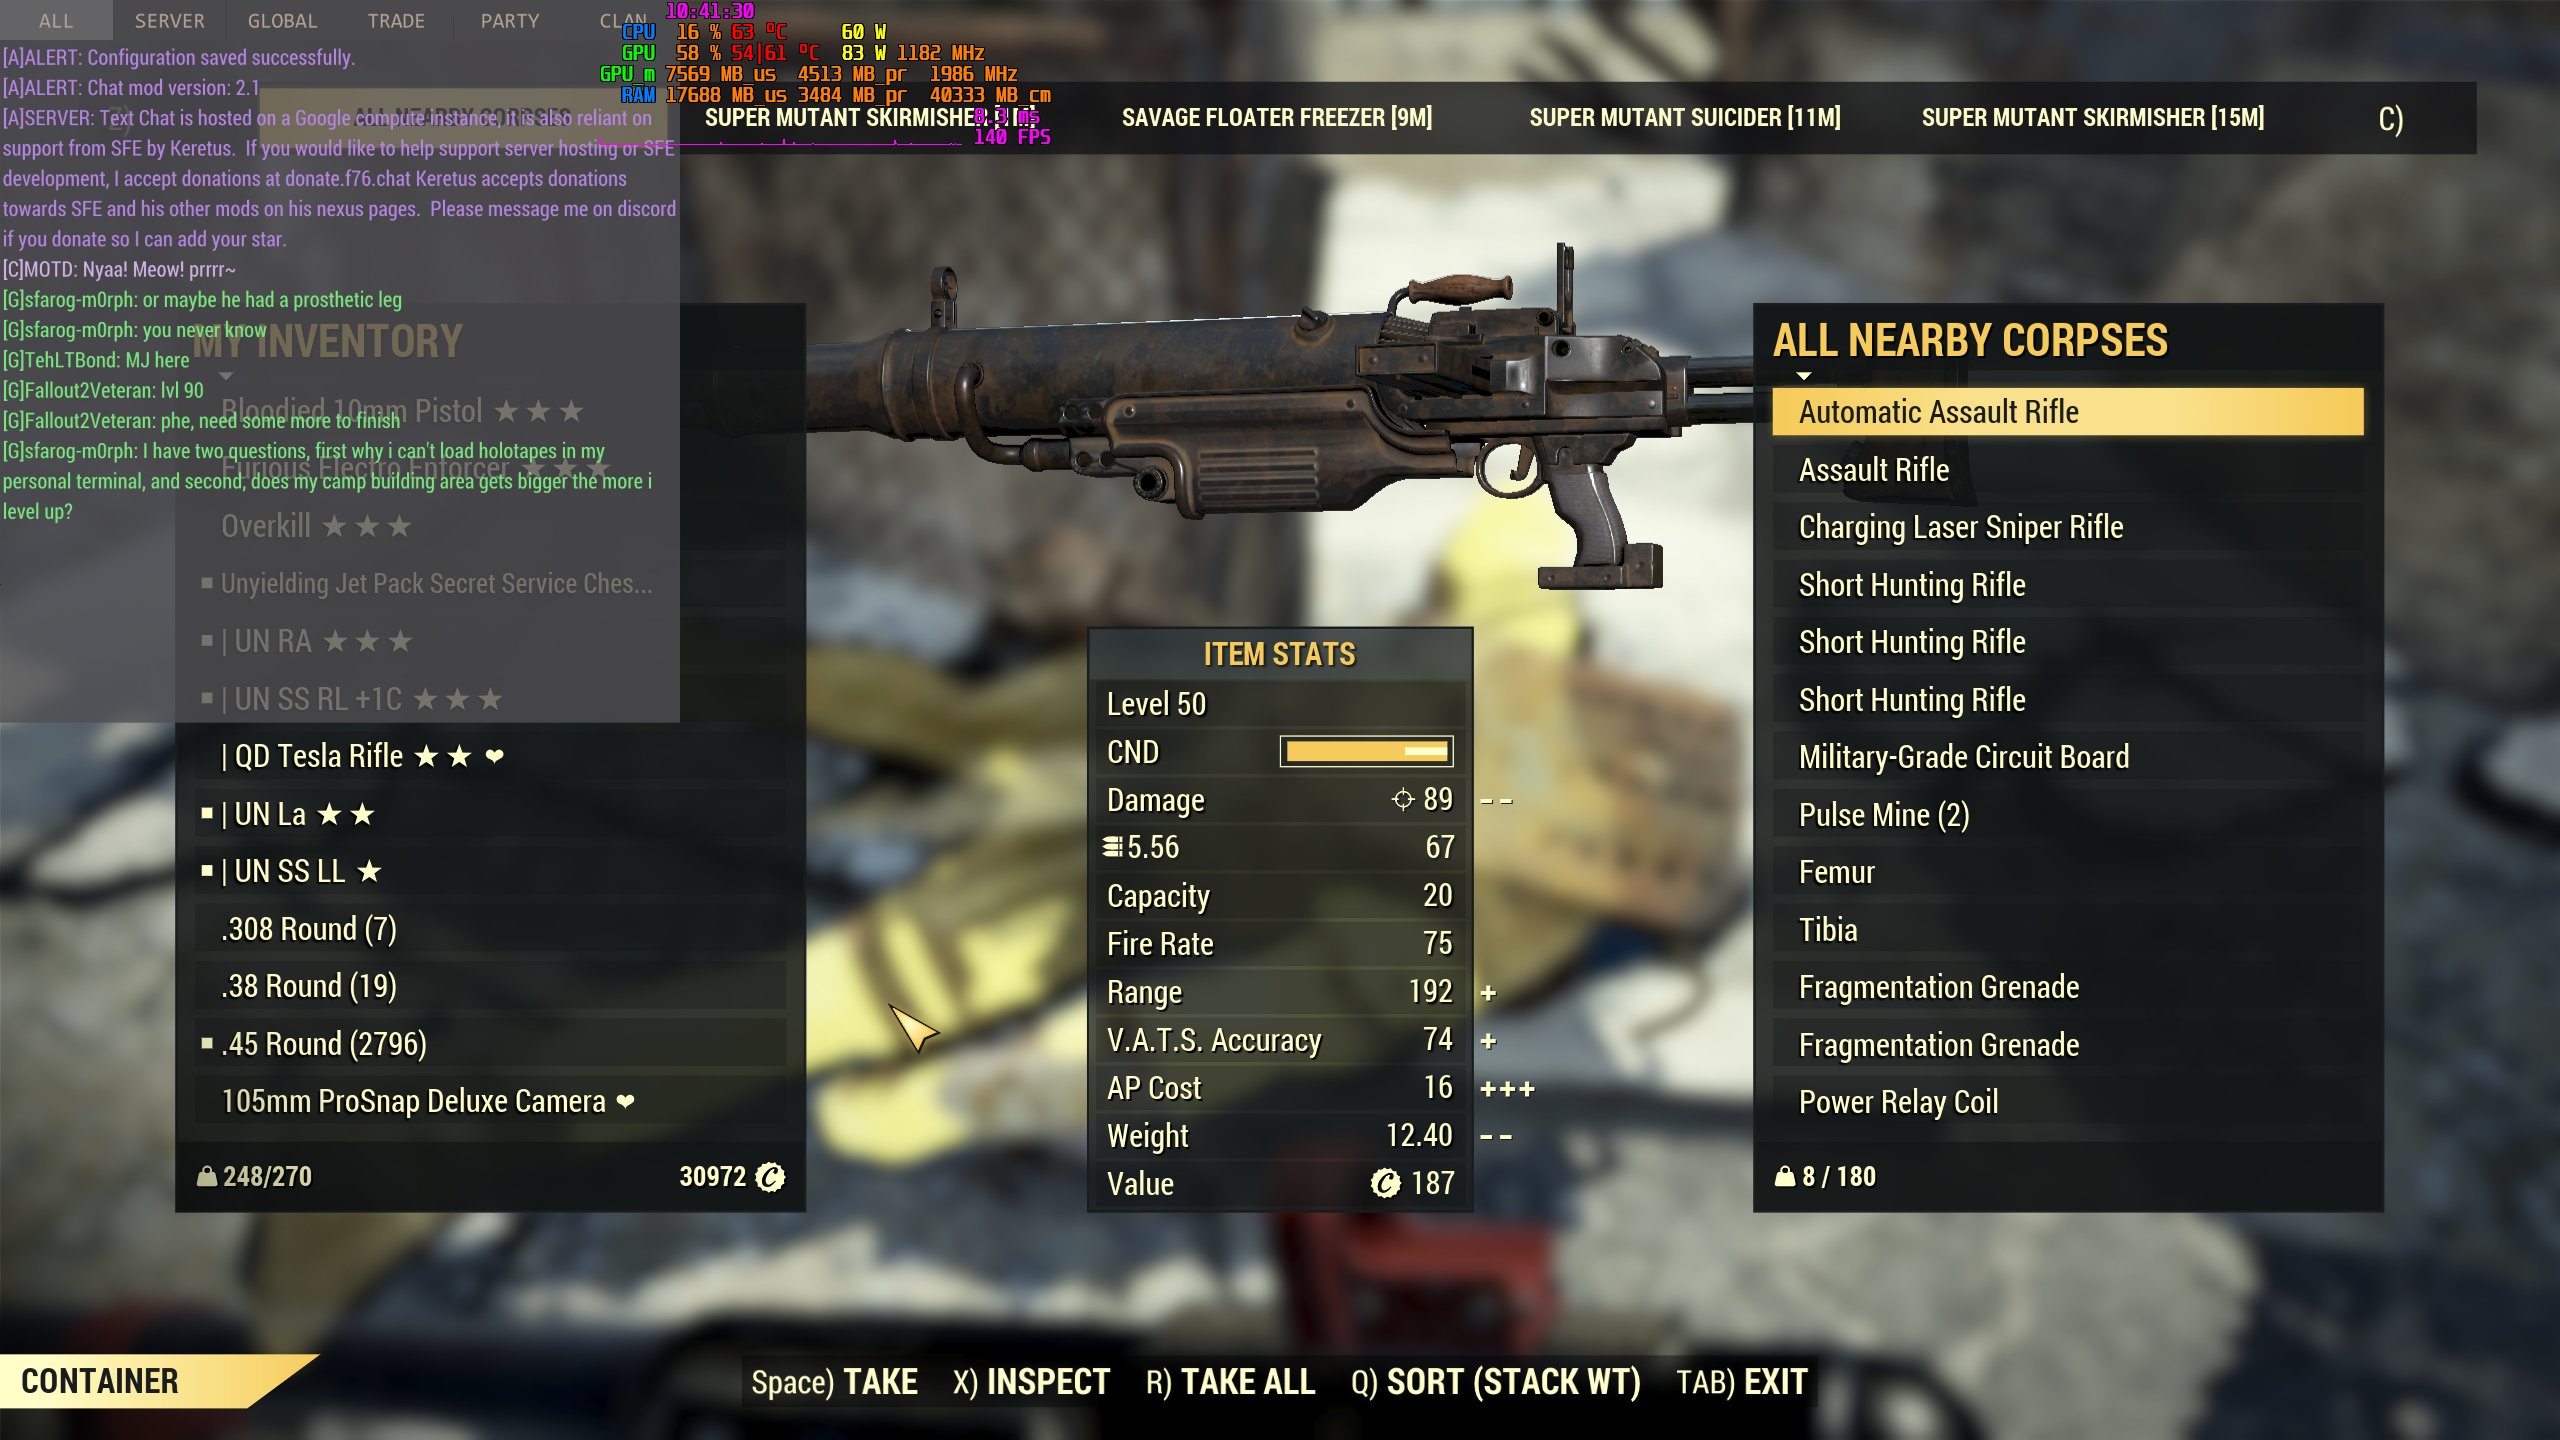 ALL SERVER GLOBAL TRADE PARTY CLAN
10:41:30
CPU 16 % 63 °C 60 W
GPU 58 % 54|61 °C 83 W 1182 MHz
GPU_m 7569 MB_us 4513 MB_pr 1986 MHz
RAM 17688 MB_us 3484 MB_pr 40333 MB_cm
8.3 ms
140 FPS
[A]ALERT: Configuration saved successfully.
[A]ALERT: Chat mod version: 2.1
[A]SERVER: Text Chat is hosted on a Google compute instance, it is also reliant on
support from SFE by Keretus. If you would like to help support server hosting or SFE
development, I accept donations at donate.f76.chat Keretus accepts donations
towards SFE and his other mods on his nexus pages. Please message me on discord
if you donate so I can add your star.
[C]MOTD: Nyaa! Meow! prrrr~
[G]sfarog-m0rph: or maybe he had a prosthetic leg
[G]sfarog-m0rph: you never know
[G]TehLTBond: MJ here
[G]Fallout2Veteran: lvl 90
[G]Fallout2Veteran: phe, need some more to finish
[G]sfarog-m0rph: I have two questions, first why i can't load holotapes in my
personal terminal, and second, does my camp building area gets bigger the more i
level up?
Z) ALL NEARBY CORPSES SUPER MUTANT SKIRMISHER SAVAGE FLOATER FREEZER [9M] SUPER MUTANT SUICIDER [11M] SUPER MUTANT SKIRMISHER [15M] C)
MY INVENTORY
Bloodied 10mm Pistol ★ ★ ★
Furious Electro Enforcer ★ ★ ★
Overkill ★ ★ ★
Unyielding Jet Pack Secret Service Ches...
| UN RA ★ ★ ★
| UN SS RL +1C ★ ★ ★
| QD Tesla Rifle ★ ★ ❤
| UN La ★ ★
| UN SS LL ★
.308 Round (7)
.38 Round (19)
.45 Round (2796)
105mm ProSnap Deluxe Camera ❤
248/270 30972
ITEM STATS
Level 50
CND
Damage 89 - -
5.56 67
Capacity 20
Fire Rate 75
Range 192 +
V.A.T.S. Accuracy 74 +
AP Cost 16 +++
Weight 12.40 - -
Value 187
ALL NEARBY CORPSES
Automatic Assault Rifle
Assault Rifle
Charging Laser Sniper Rifle
Short Hunting Rifle
Short Hunting Rifle
Short Hunting Rifle
Military-Grade Circuit Board
Pulse Mine (2)
Femur
Tibia
Fragmentation Grenade
Fragmentation Grenade
Power Relay Coil
8 / 180
CONTAINER
Space) TAKE X) INSPECT R) TAKE ALL Q) SORT (STACK WT) TAB) EXIT